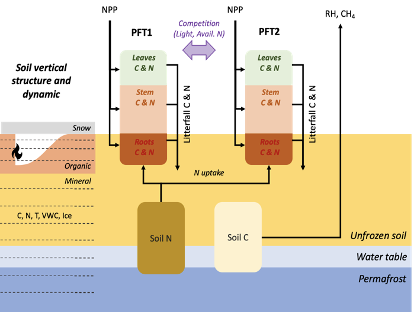 NPP
NPP
RH, CH4
Competition
(Light, Avail. N)
PFT1
PFT2
Soil vertical
structure and
dynamic
Leaves
C & N
Stem
C & N
Roots
C & N
Litterfall C & N
Leaves
C & N
Stem
C & N
Roots
C & N
Litterfall C & N
Snow
Organic
Mineral
N uptake
C, N, T, VWC, Ice
Soil N
Soil C
Unfrozen soil
Water table
Permafrost